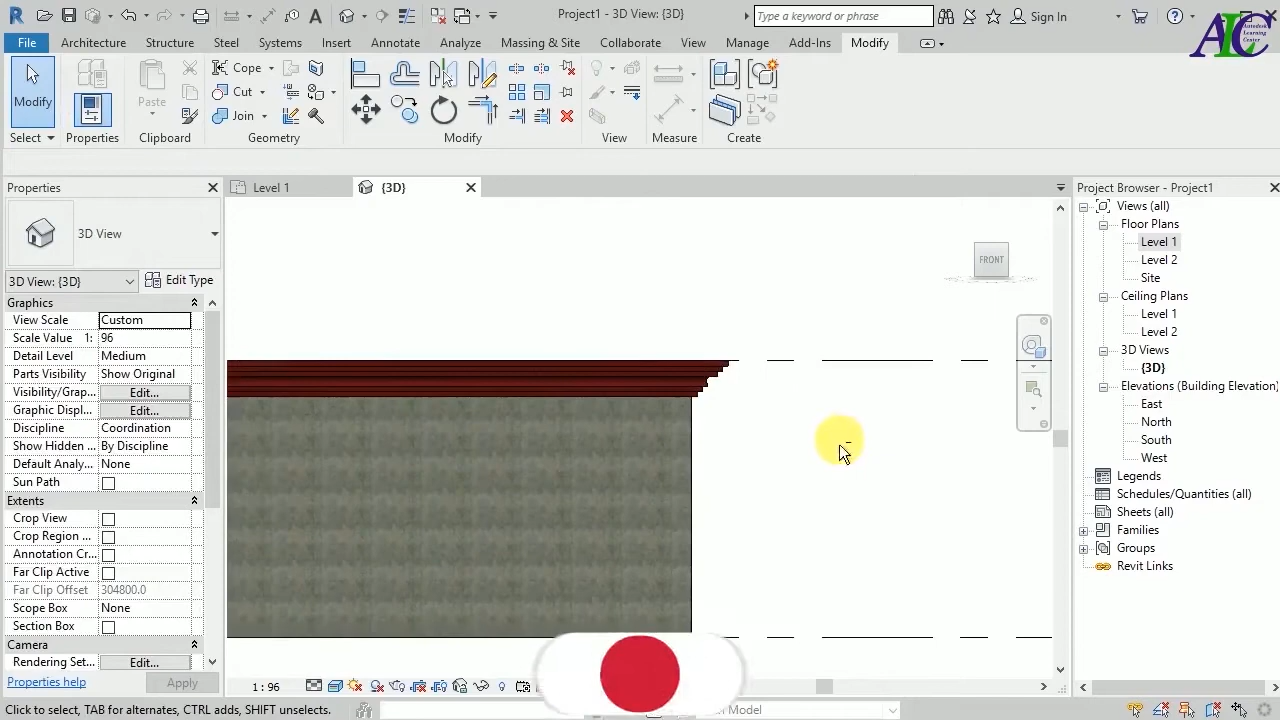 Project1 - 3D View: {3D}
Type a keyword or phrase
Sign In
ALC
Autodesk
Learning
Center
File Architecture Structure Steel Systems Insert Annotate Analyze Massing & Site Collaborate View Manage Add-Ins Modify
Modify
Paste
Cope
Cut
Join
Select Properties Clipboard Geometry Modify View Measure Create
Properties
Level 1
{3D}
Project Browser - Project1
3D View
3D View: {3D}
Edit Type
Graphics
View Scale Custom
Scale Value 1: 96
Detail Level Medium
Parts Visibility Show Original
Visibility/Grap... Edit...
Graphic Displ... Edit...
Discipline Coordination
Show Hidden ... By Discipline
Default Analy... None
Sun Path
Extents
Crop View
Crop Region ...
Annotation Cr...
Far Clip Active
Far Clip Offset 304800.0
Scope Box None
Section Box
Camera
Rendering Set... Edit...
Properties help
Apply
FRONT
Views (all)
Floor Plans
Level 1
Level 2
Site
Ceiling Plans
Level 1
Level 2
3D Views
{3D}
Elevations (Building Elevation)
East
North
South
West
Legends
Schedules/Quantities (all)
Sheets (all)
Families
Groups
Revit Links
1 : 96
Click to select, TAB for alternates, CTRL adds, SHIFT unselects.
Model